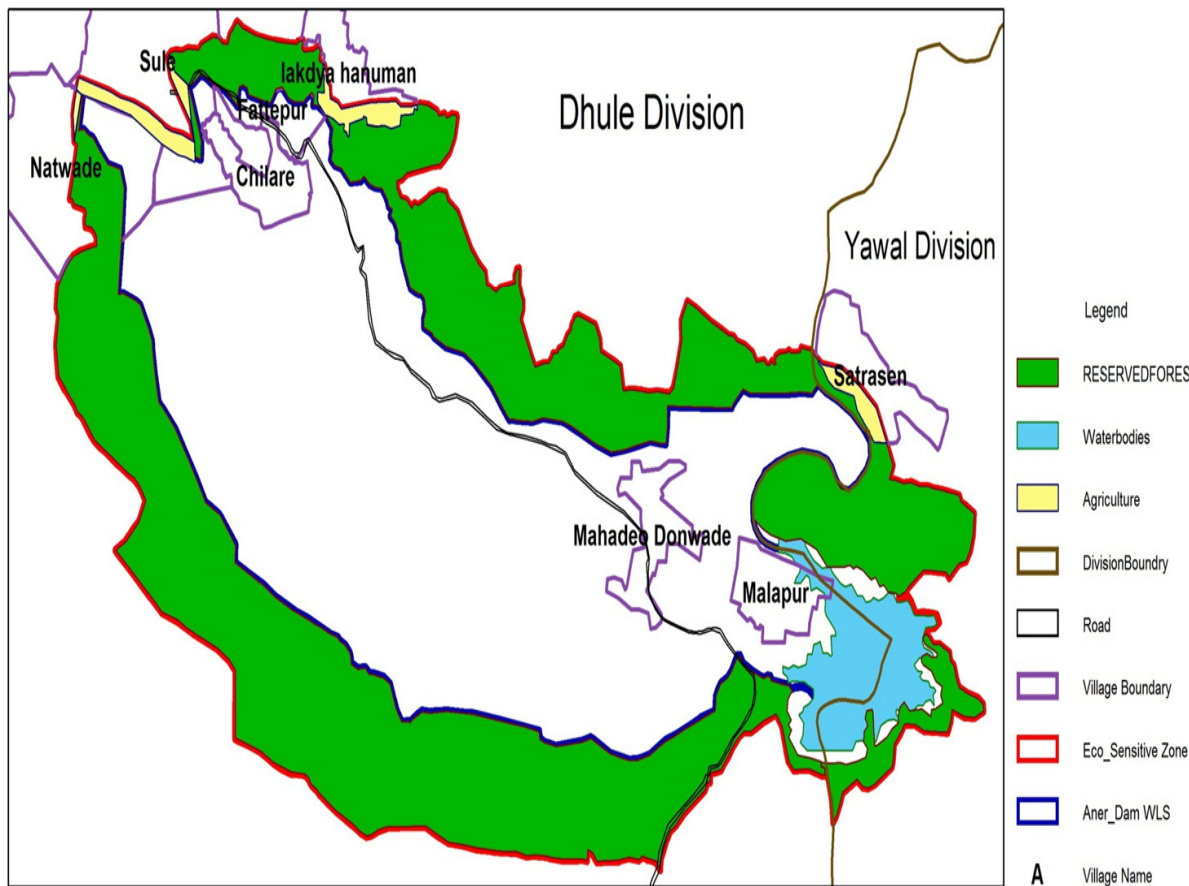 Sule
lakdya hanuman
Fattepur
Natwade
Chilare
Dhule Division
Yawal Division
Satrasen
Mahadeo Donwade
Malapur
Legend
RESERVEDFORES
Waterbodies
Agriculture
DivisionBoundry
Road
Village Boundary
Eco_Sensitive Zone
Aner_Dam WLS
A Village Name